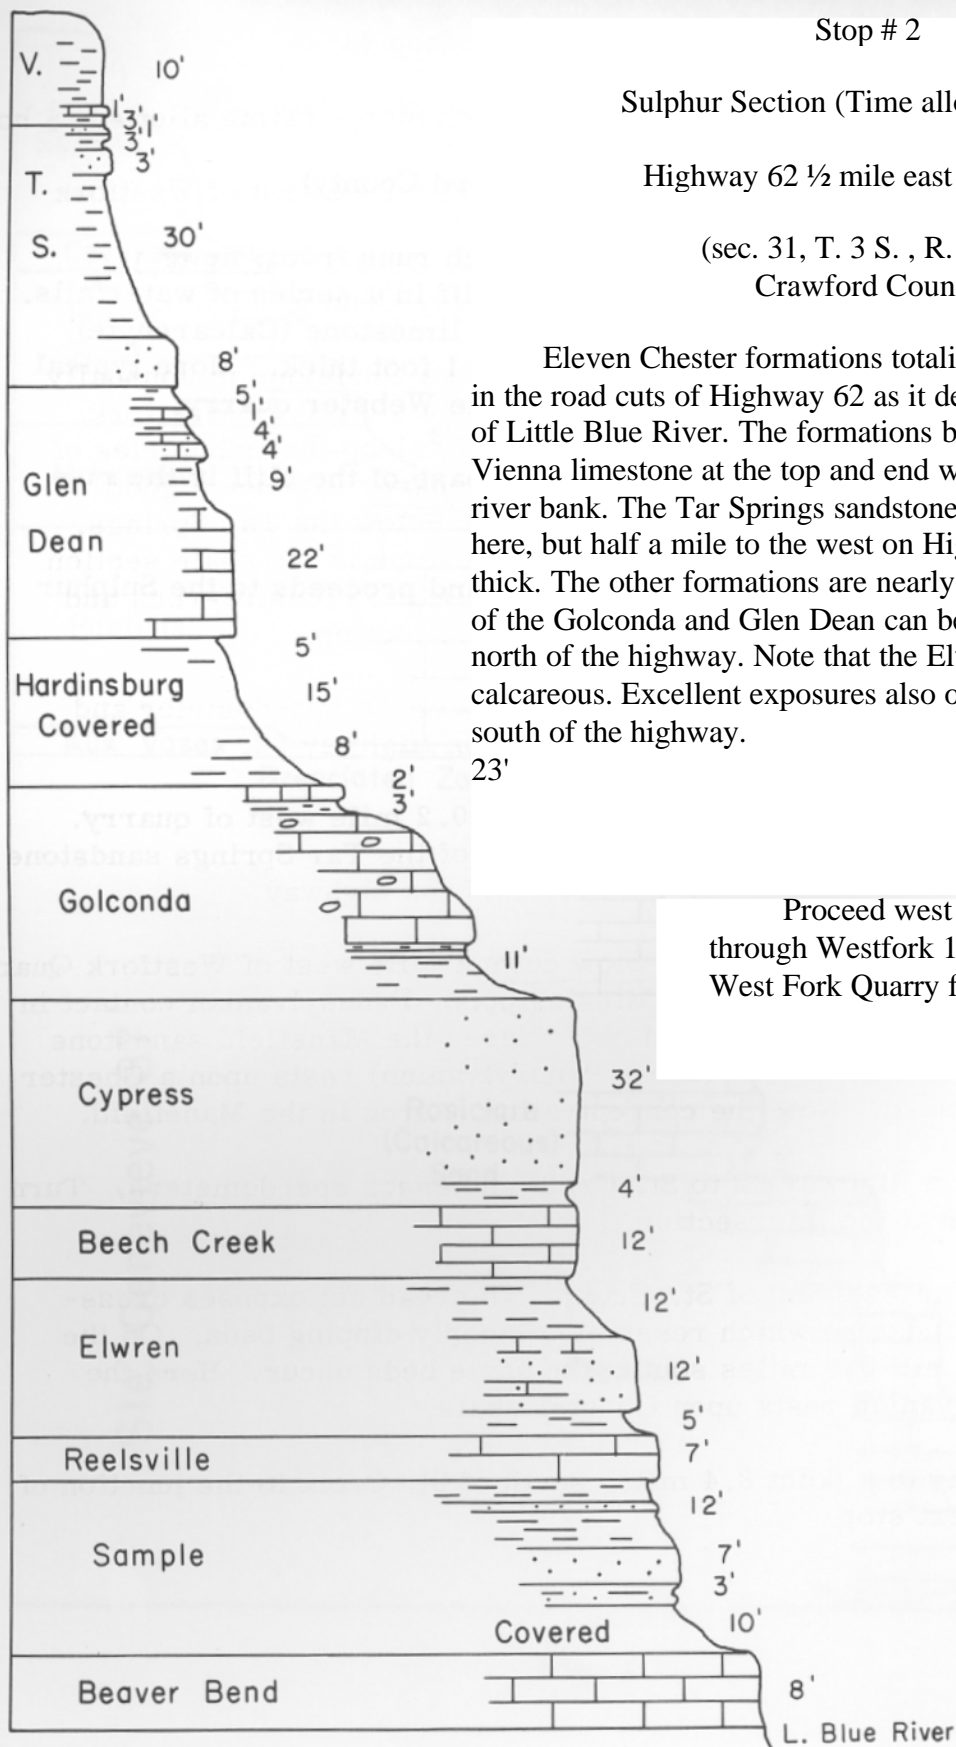 Stop # 2
Sulphur Section (Time allo
Highway 62 ½ mile east
(sec. 31, T. 3 S. , R.
Crawford Coun
Eleven Chester formations totali
in the road cuts of Highway 62 as it de
of Little Blue River. The formations b
Vienna limestone at the top and end w
river bank. The Tar Springs sandstone
here, but half a mile to the west on Hig
thick. The other formations are nearly
of the Golconda and Glen Dean can be
north of the highway. Note that the El
calcareous. Excellent exposures also o
south of the highway.
23'
Proceed west
through Westfork 1
West Fork Quarry f
V.
10'
1'
3'
1'
3'
3'
T.
S.
30'
8'
Glen
Dean
5'
1'
4'
4'
9'
22'
5'
Hardinsburg
Covered
15'
8'
Golconda
2'
3'
11'
Cypress
32'
4'
Beech Creek
12'
Elwren
12'
12'
5'
Reelsville
7'
Sample
12'
7'
3'
Covered
10'
Beaver Bend
8'
L. Blue River